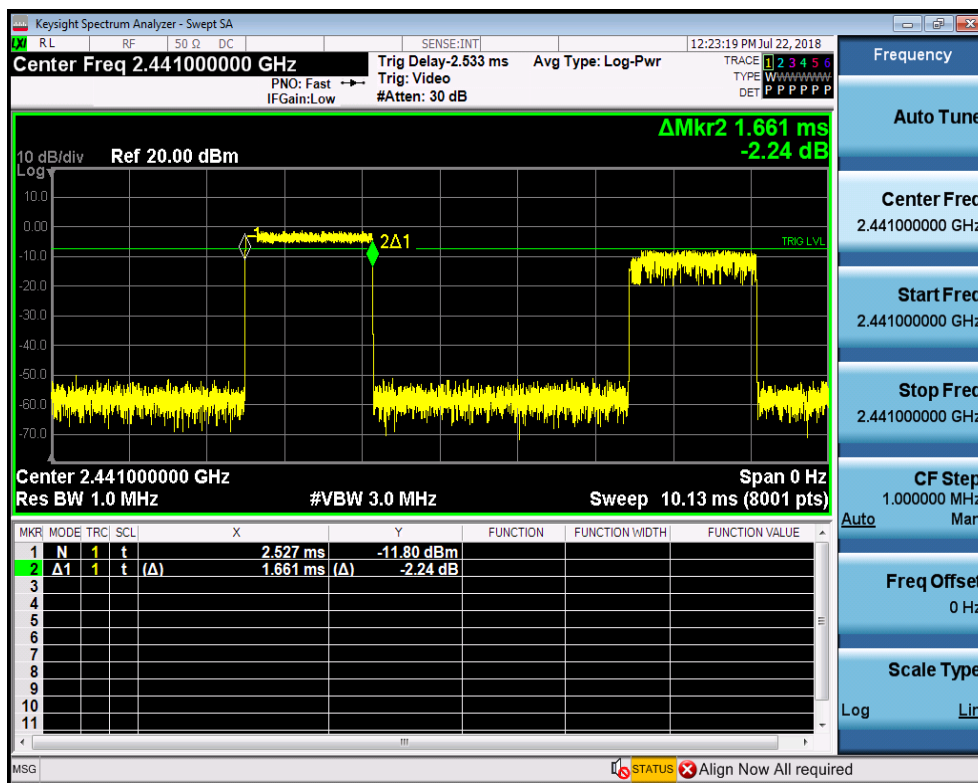 Keysight Spectrum Analyzer - Swept SA
LXI RL RF 50 Ω DC SENSE:INT 12:23:19 PM Jul 22, 2018
Center Freq 2.441000000 GHz
PNO: Fast
IFGain:Low
Trig Delay-2.533 ms
Trig: Video
#Atten: 30 dB
Avg Type: Log-Pwr
TRACE 1 2 3 4 5 6
TYPE WWWWWW
DET P P P P P P
ΔMkr2 1.661 ms
-2.24 dB
10 dB/div Ref 20.00 dBm
Log
10.0
0.00
-10.0
-20.0
-30.0
-40.0
-50.0
-60.0
-70.0
1
2Δ1
TRIG LVL
Center 2.441000000 GHz Span 0 Hz
Res BW 1.0 MHz #VBW 3.0 MHz Sweep 10.13 ms (8001 pts)
MKR MODE TRC SCL X Y FUNCTION FUNCTION WIDTH FUNCTION VALUE
1 N 1 t 2.527 ms -11.80 dBm
2 Δ1 1 t (Δ) 1.661 ms (Δ) -2.24 dB
3
4
5
6
7
8
9
10
11
MSG STATUS Align Now All required
Frequency
Auto Tune
Center Freq
2.441000000 GHz
Start Freq
2.441000000 GHz
Stop Freq
2.441000000 GHz
CF Step
1.000000 MHz
Auto Man
Freq Offset
0 Hz
Scale Type
Log Lin